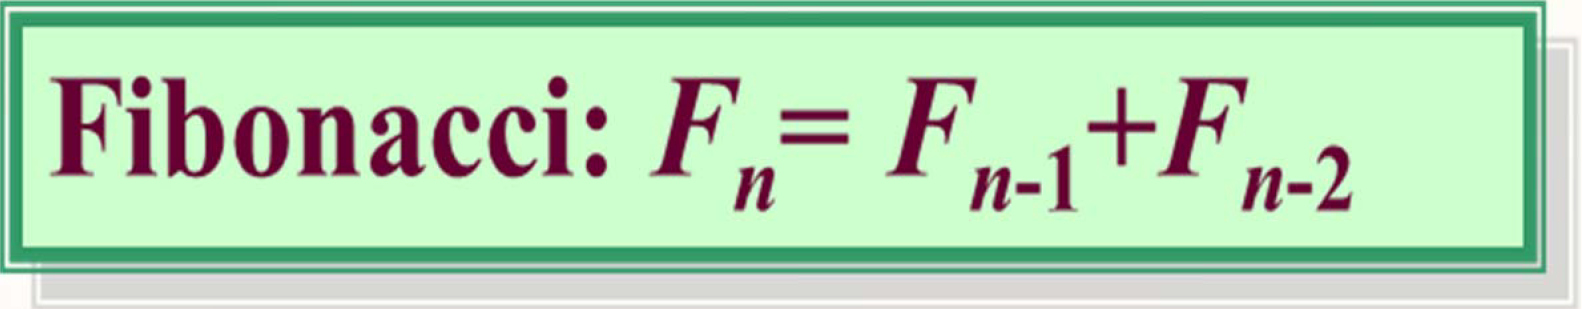 Fibonacci: Fₙ= Fₙ₋₁+Fₙ₋₂